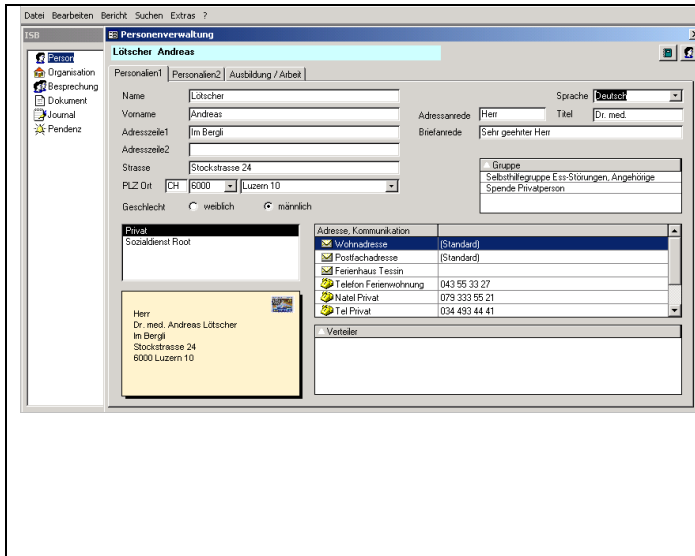 Datei Bearbeiten Bericht Suchen Extras ?
ISB
Personenverwaltung
Person
Organisation
Besprechung
Dokument
Journal
Pendenz
Lötscher Andreas
Personalien1 Personalien2 Ausbildung / Arbeit
Name Lötscher Sprache Deutsch
Vorname Andreas Adressanrede Herr Titel Dr. med.
Adresszeile1 Im Bergli Briefanrede Sehr geehrter Herr
Adresszeile2
Strasse Stockstrasse 24
PLZ Ort CH 6000 Luzern 10
Geschlecht weiblich männlich
Gruppe
Selbsthilfegruppe Ess-Störungen, Angehörige
Spende Privatperson
Privat
Sozialdienst Root
Adresse, Kommunikation
Wohnadresse (Standard)
Postfachadresse (Standard)
Ferienhaus Tessin
Telefon Ferienwohnung 043 55 33 27
Natel Privat 079 333 55 21
Tel Privat 034 493 44 41
Herr
Dr. med. Andreas Lötscher
Im Bergli
Stockstrasse 24
6000 Luzern 10
Verteiler